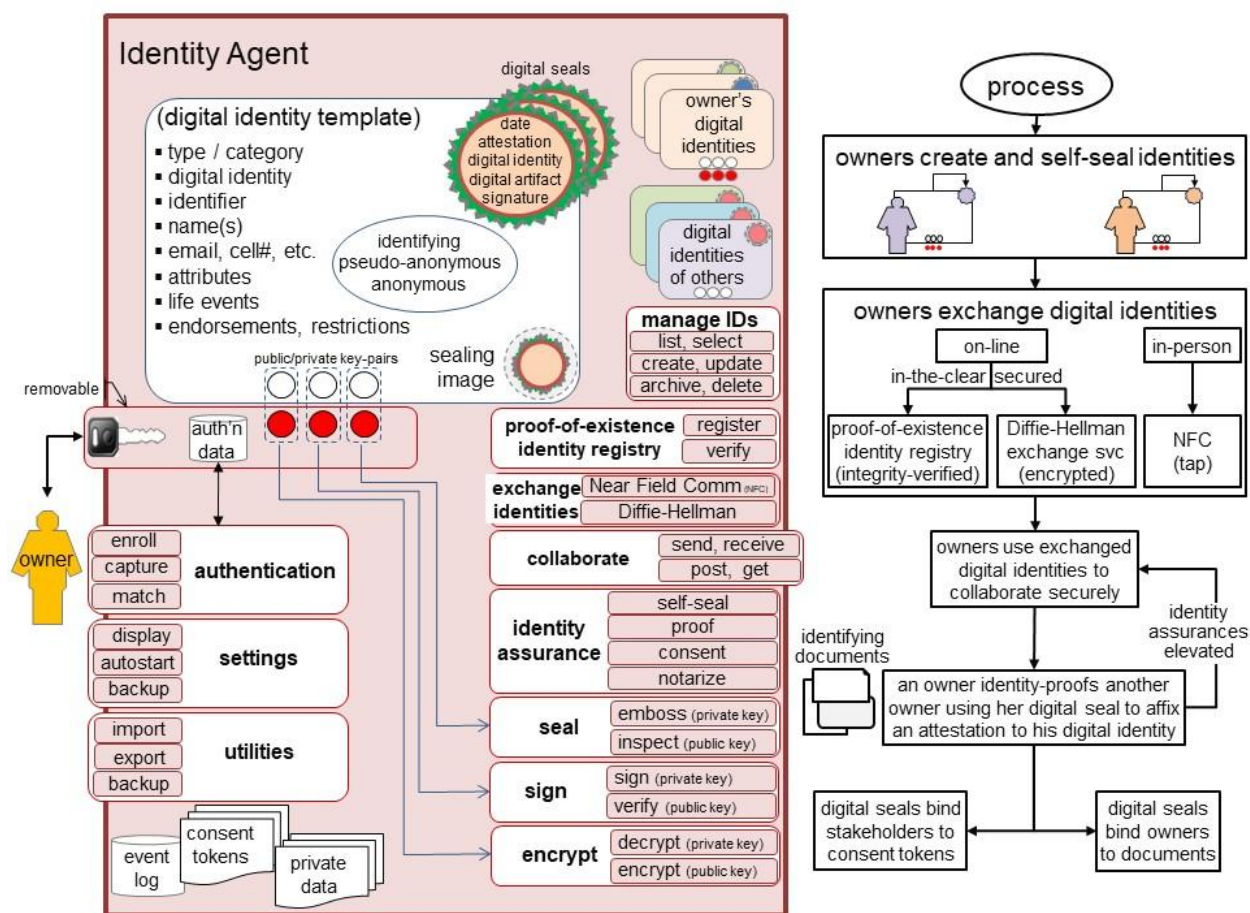 Identity Agent
digital seals
(digital identity template)
▪ type / category
▪ digital identity
▪ identifier
▪ name(s)
▪ email, cell#, etc.
▪ attributes
▪ life events
▪ endorsements, restrictions
date
attestation
digital identity
digital artifact
signature
identifying
pseudo-anonymous
anonymous
public/private key-pairs
sealing
image
owner's
digital
identities
digital
identities
of others
manage IDs
list, select
create, update
archive, delete
removable
auth'n
data
owner
enroll
capture
match
authentication
display
autostart
backup
settings
import
export
backup
utilities
event
log
consent
tokens
private
data
proof-of-existence
identity registry
register
verify
exchange
identities
Near Field Comm (NFC)
Diffie-Hellman
collaborate
send, receive
post, get
identity
assurance
self-seal
proof
consent
notarize
seal
emboss (private key)
inspect (public key)
sign
sign (private key)
verify (public key)
encrypt
decrypt (private key)
encrypt (public key)
process
owners create and self-seal identities
owners exchange digital identities
on-line
in-person
in-the-clear
secured
proof-of-existence
identity registry
(integrity-verified)
Diffie-Hellman
exchange svc
(encrypted)
NFC
(tap)
owners use exchanged
digital identities to
collaborate securely
identity
assurances
elevated
identifying
documents
an owner identity-proofs another
owner using her digital seal to affix
an attestation to his digital identity
digital seals bind
stakeholders to
consent tokens
digital seals
bind owners
to documents